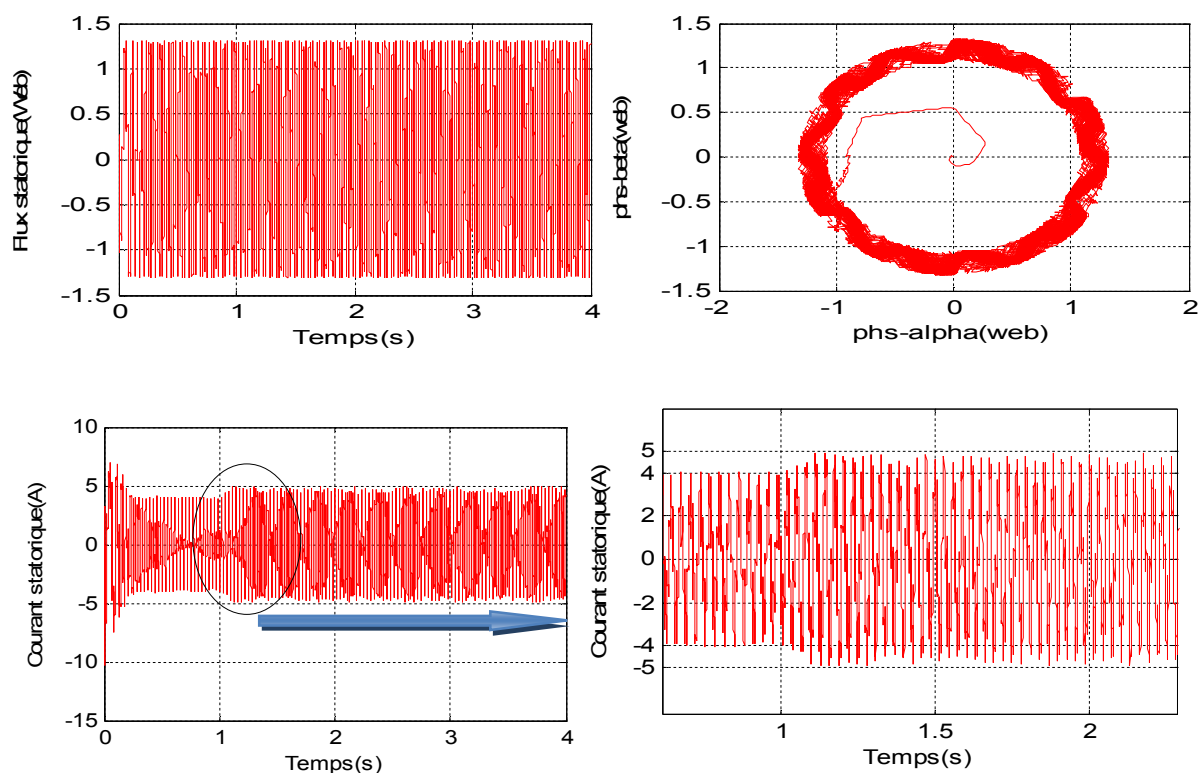 Flux statorique(Web)
1.5
1
0.5
0
-0.5
-1
-1.5
0 1 2 3 4
Temps(s)
phs-beta(web)
1.5
1
0.5
0
-0.5
-1
-1.5
-2 -1 0 1 2
phs-alpha(web)
Courant statorique(A)
10
5
0
-5
-10
-15
0 1 2 3 4
Temps(s)
Courant statorique(A)
5
4
2
0
-2
-4
-5
1 1.5 2
Temps(s)